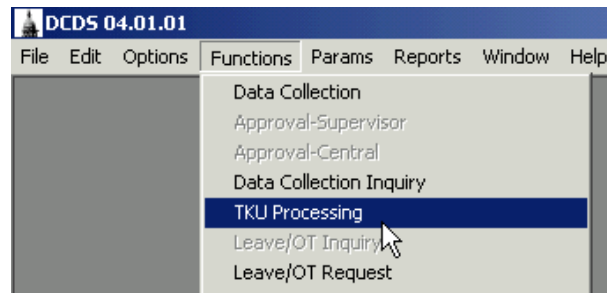 DCDS 04.01.01
File Edit Options Functions Params Reports Window Help
Data Collection
Approval-Supervisor
Approval-Central
Data Collection Inquiry
TKU Processing
Leave/OT Inquiry
Leave/OT Request